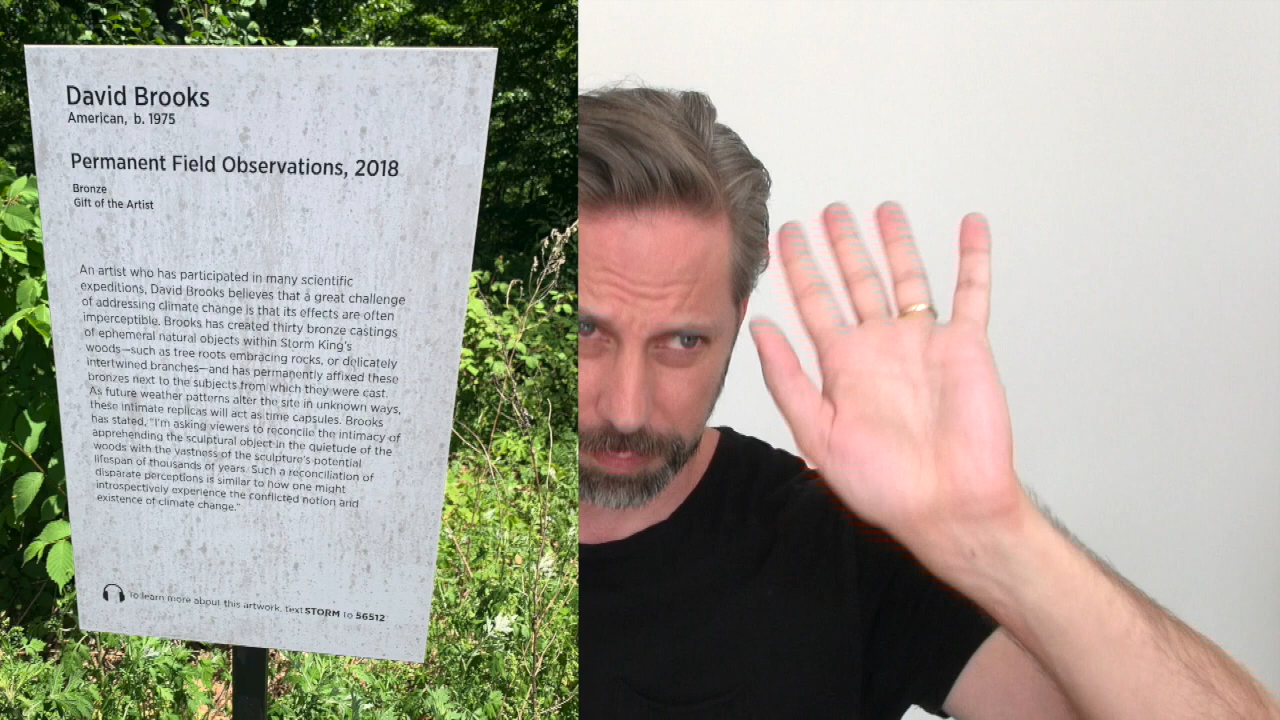 David Brooks
American, b. 1975
Permanent Field Observations, 2018
Bronze
Gift of the Artist
An artist who has participated in many scientific
expeditions, David Brooks believes that a great challenge
of addressing climate change is that its effects are often
imperceptible. Brooks has created thirty bronze castings
of ephemeral natural objects within Storm King's
woods—such as tree roots embracing rocks, or delicately
intertwined branches—and has permanently affixed these
bronzes next to the subjects from which they were cast.
As future weather patterns alter the site in unknown ways,
these intimate replicas will act as time capsules. Brooks
has stated, "I'm asking viewers to reconcile the intimacy of
apprehending the sculptural object in the quietude of the
woods with the vastness of the sculpture's potential
lifespan of thousands of years. Such a reconciliation of
disparate perceptions is similar to how one might
introspectively experience the conflicted notion and
existence of climate change."
To learn more about this artwork, text STORM to 56512